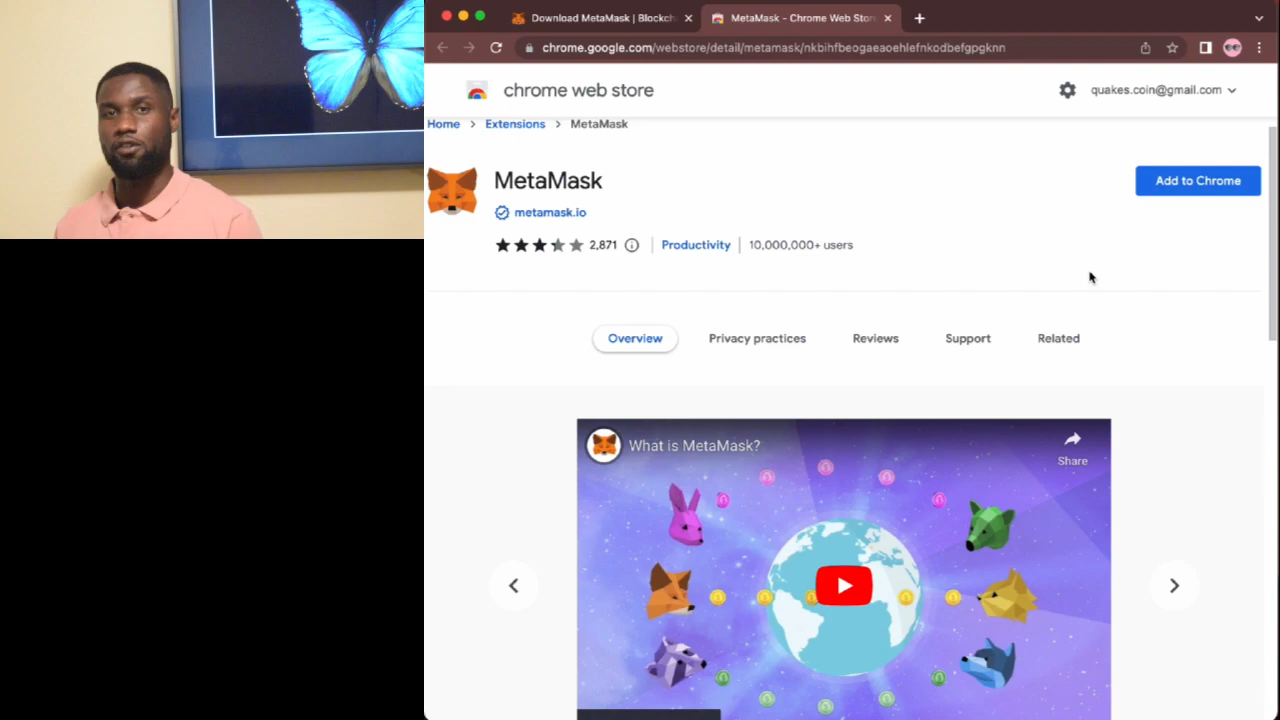 Download MetaMask | Blockch
MetaMask - Chrome Web Stor
chrome.google.com/webstore/detail/metamask/nkbihfbeogaeaoehlefnkodbefgpgknn
chrome web store
quakes.coin@gmail.com
Home > Extensions > MetaMask
MetaMask
Add to Chrome
metamask.io
2,871
Productivity
10,000,000+ users
Overview
Privacy practices
Reviews
Support
Related
What is MetaMask?
Share